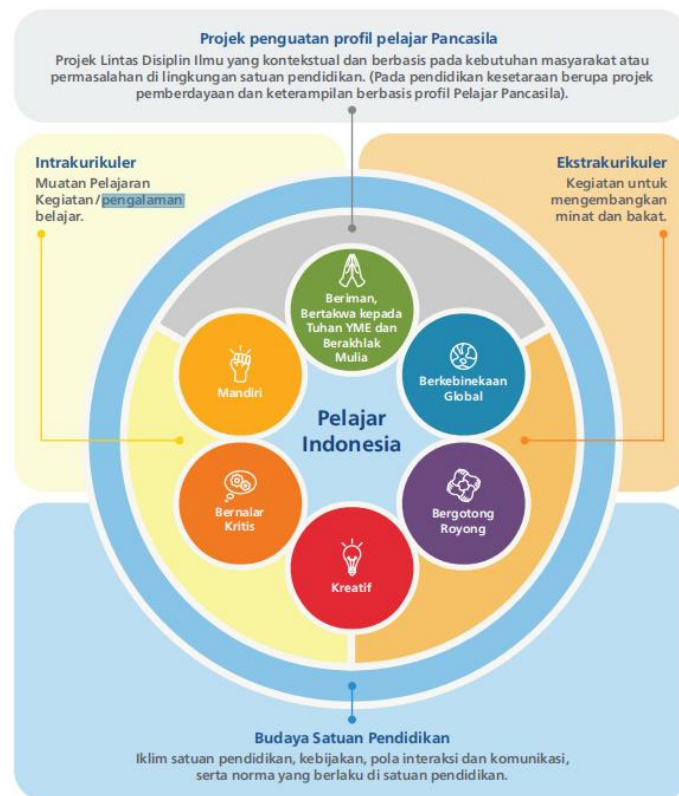 Projek penguatan profil pelajar Pancasila
Projek Lintas Disiplin Ilmu yang kontekstual dan berbasis pada kebutuhan masyarakat atau
permasalahan di lingkungan satuan pendidikan. (Pada pendidikan kesetaraan berupa projek
pemberdayaan dan keterampilan berbasis profil Pelajar Pancasila).
Intrakurikuler
Muatan Pelajaran
Kegiatan/pengalaman
belajar.
Ekstrakurikuler
Kegiatan untuk
mengembangkan
minat dan bakat.
Beriman,
Bertakwa kepada
Tuhan YME dan
Berakhlak
Mulia
Mandiri
Berkebinekaan
Global
Pelajar
Indonesia
Bernalar
Kritis
Bergotong
Royong
Kreatif
Budaya Satuan Pendidikan
Iklim satuan pendidikan, kebijakan, pola interaksi dan komunikasi,
serta norma yang berlaku di satuan pendidikan.